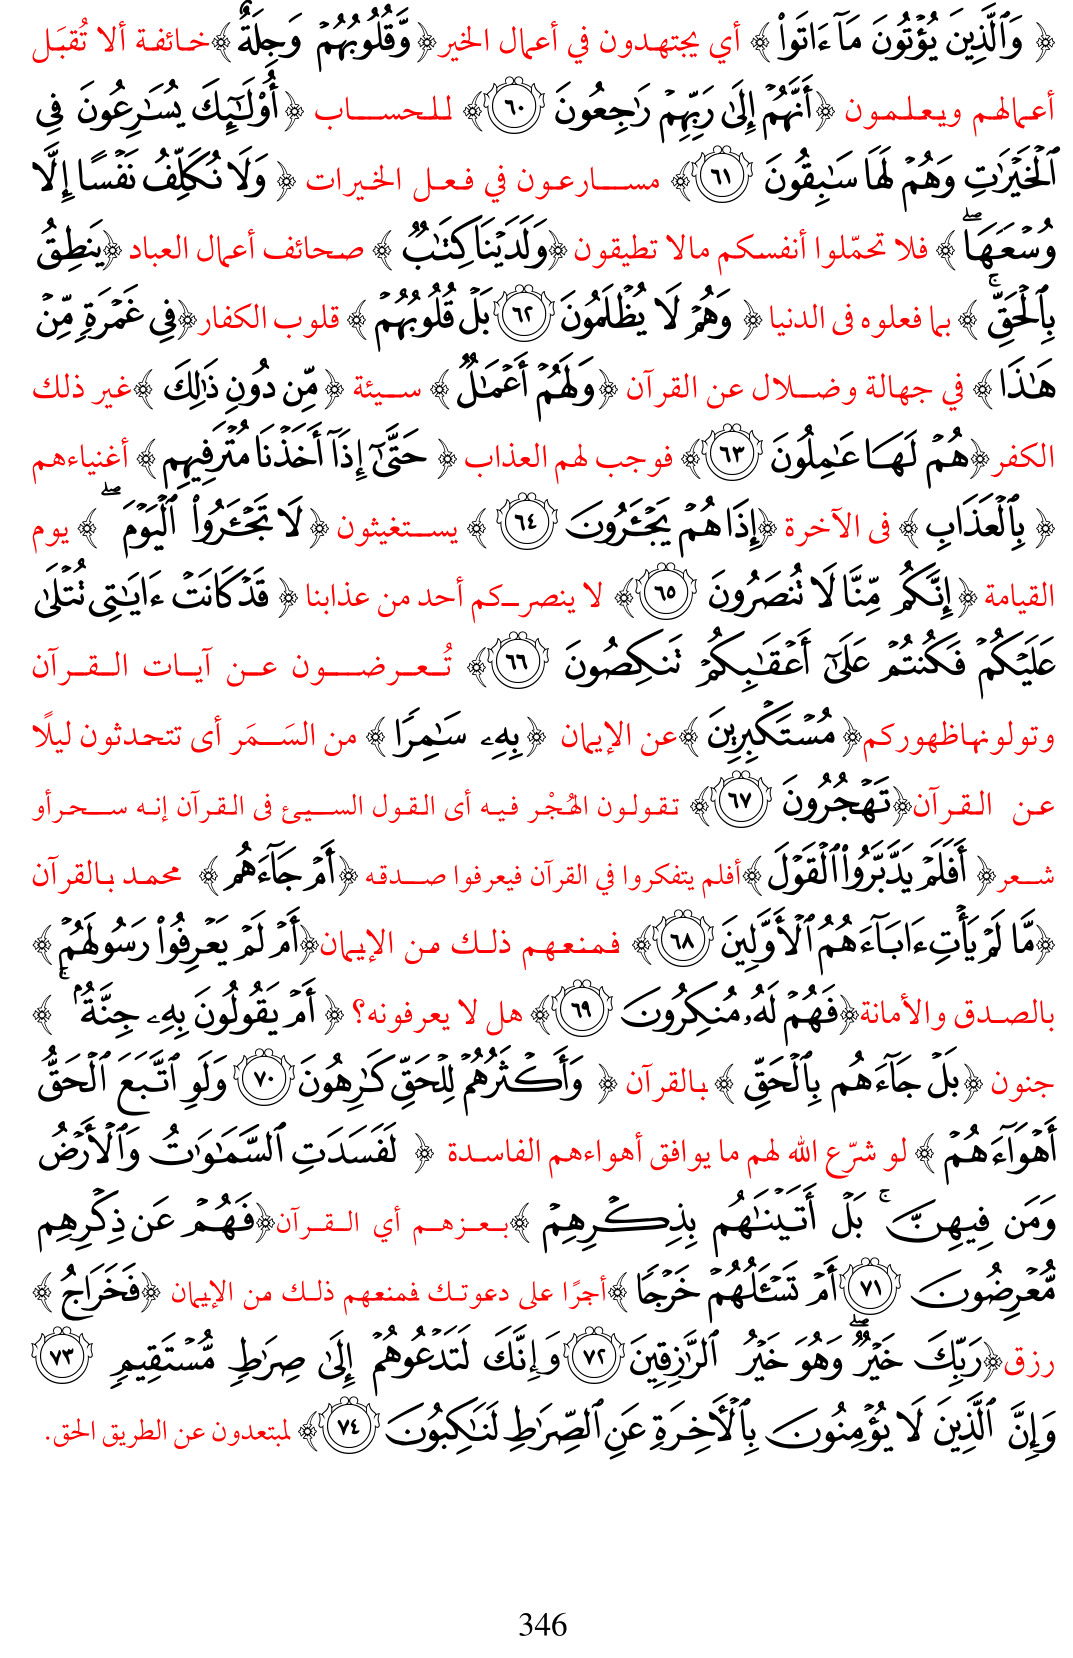 ﴿ وَٱلَّذِينَ يُؤۡتُونَ مَآ ءَاتَواْ ﴾ أي يجتهدون في أعمال الخير﴿ وَّقُلُوبُهُمۡ وَجِلَةٌ ﴾خائفة ألا تُقبَل
أعمالهم ويعلمون ﴿أَنَّهُمۡ إِلَىٰ رَبِّهِمۡ رَٰجِعُونَ ٦٠﴾ للحساب ﴿ أُوْلَٰٓئِكَ يُسَٰرِعُونَ فِي
ٱلۡخَيۡرَٰتِ وَهُمۡ لَهَا سَٰبِقُونَ ٦١﴾ مسارعون في فعل الخيرات ﴿ وَلَا نُكَلِّفُ نَفۡسًا إِلَّا
وُسۡعَهَاۖ ﴾ فلا تحمّلوا أنفسكم مالا تطيقون ﴿وَلَدَيۡنَا كِتَٰبٌ ﴾ صحائف أعمال العباد ﴿يَنطِقُ
بِٱلۡحَقِّۚ ﴾ بما فعلوه فى الدنيا ﴿ وَهُمۡ لَا يُظۡلَمُونَ ٦٢ بَلۡ قُلُوبُهُمۡ ﴾ قلوب الكفار﴿فِي غَمۡرَةٖ مِّنۡ
هَٰذَا ﴾ في جهالة وضلال عن القرآن ﴿ وَلَهُمۡ أَعۡمَٰلٌ ﴾ سيئة ﴿ مِّن دُونِ ذَٰلِكَ ﴾غير ذلك
الكفر﴿هُمۡ لَهَا عَٰمِلُونَ ٦٣﴾ فوجب لهم العذاب ﴿ حَتَّىٰٓ إِذَآ أَخَذۡنَا مُتۡرَفِيهِم ﴾ أغنياءهم
﴿ بِٱلۡعَذَابِ ﴾ فى الآخرة ﴿إِذَا هُمۡ يَجۡـَٔرُونَ ٦٤ ﴾ يستغيثون ﴿ لَا تَجۡـَٔرُواْ ٱلۡيَوۡمَۖ ﴾ يوم
القيامة ﴿ إِنَّكُم مِّنَّا لَا تُنصَرُونَ ٦٥﴾ لا ينصركم أحد من عذابنا ﴿ قَدۡ كَانَتۡ ءَايَٰتِي تُتۡلَىٰ
عَلَيۡكُمۡ فَكُنتُمۡ عَلَىٰٓ أَعۡقَٰبِكُمۡ تَنكِصُونَ ٦٦﴾ تُعرضون عن آيات القرآن
وتولونهاظهوركم﴿ مُسۡتَكۡبِرِينَ ﴾عن الإيمان ﴿ بِهِۦ سَٰمِرٗا ﴾ من السَمَر أى تتحدثون ليلًا
عن القرآن﴿تَهۡجُرُونَ ٦٧﴾ تقولون الهُجْر فيه أى القول السيئ فى القرآن إنه سحرأو
شعر﴿ أَفَلَمۡ يَدَّبَّرُواْ ٱلۡقَوۡلَ ﴾أفلم يتفكروا في القرآن فيعرفوا صدقه ﴿أَمۡ جَآءَهُم ﴾ محمد بالقرآن
﴿مَّا لَمۡ يَأۡتِ ءَابَآءَهُمُ ٱلۡأَوَّلِينَ ٦٨﴾ فمنعهم ذلك من الإيمان﴿أَمۡ لَمۡ يَعۡرِفُواْ رَسُولَهُمۡ ﴾
بالصدق والأمانة﴿فَهُمۡ لَهُۥ مُنكِرُونَ ٦٩﴾ هل لا يعرفونه؟ ﴿ أَمۡ يَقُولُونَ بِهِۦ جِنَّةُۢۚ ﴾
جنون ﴿بَلۡ جَآءَهُم بِٱلۡحَقِّ ﴾ بالقرآن ﴿ وَأَكۡثَرُهُمۡ لِلۡحَقِّ كَٰرِهُونَ ٧٠ وَلَوِ ٱتَّبَعَ ٱلۡحَقُّ
أَهۡوَآءَهُمۡ ﴾ لو شرّع الله لهم ما يوافق أهواءهم الفاسدة ﴿ لَفَسَدَتِ ٱلسَّمَٰوَٰتُ وَٱلۡأَرۡضُ
وَمَن فِيهِنَّۚ بَلۡ أَتَيۡنَٰهُم بِذِكۡرِهِمۡ ﴾بعزهم أي القرآن﴿فَهُمۡ عَن ذِكۡرِهِم
مُّعۡرِضُونَ ٧١ أَمۡ تَسۡـَٔلُهُمۡ خَرۡجٗا ﴾أجرًا على دعوتك فمنعهم ذلك من الإيمان ﴿فَخَرَاجُ ﴾
رزق﴿رَبِّكَ خَيۡرٞۖ وَهُوَ خَيۡرُ ٱلرَّٰزِقِينَ ٧٢ وَإِنَّكَ لَتَدۡعُوهُمۡ إِلَىٰ صِرَٰطٖ مُّسۡتَقِيمٖ ٧٣
وَإِنَّ ٱلَّذِينَ لَا يُؤۡمِنُونَ بِٱلۡأٓخِرَةِ عَنِ ٱلصِّرَٰطِ لَنَٰكِبُونَ ٧٤﴾ لمبتعدون عن الطريق الحق.
346